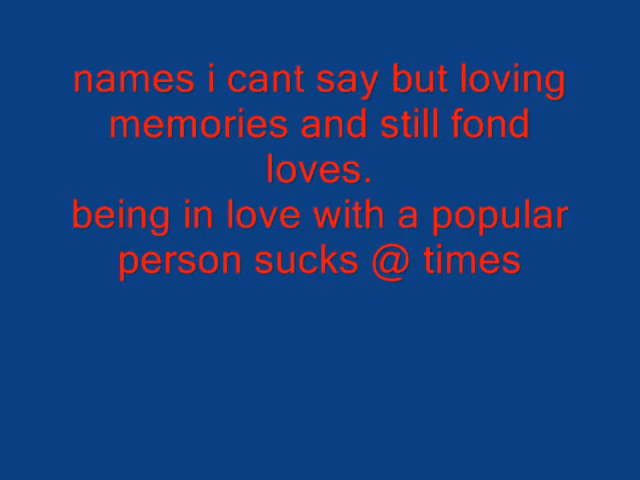 names i cant say but loving
memories and still fond
loves.
being in love with a popular
person sucks @ times